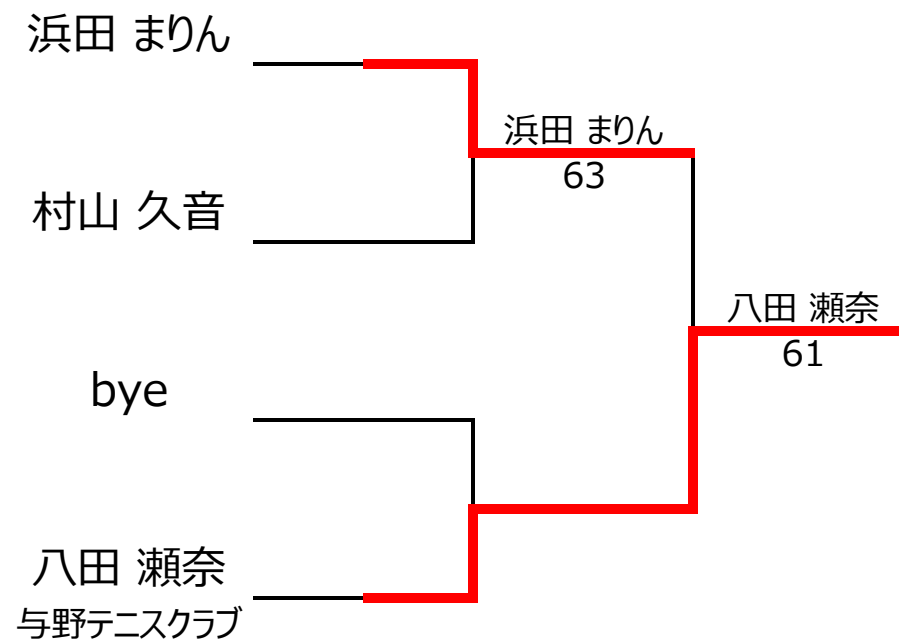 浜田 まりん
浜田 まりん
63
村山 久音
八田 瀬奈
61
bye
八田 瀬奈
与野テニスクラブ